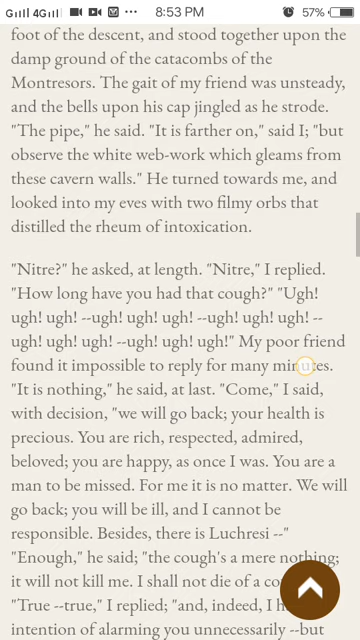 8:53 PM
57%
foot of the descent, and stood together upon the
damp ground of the catacombs of the
Montresors. The gait of my friend was unsteady,
and the bells upon his cap jingled as he strode.
"The pipe," he said. "It is farther on," said I; "but
observe the white web-work which gleams from
these cavern walls." He turned towards me, and
looked into my eyes with two filmy orbs that
distilled the rheum of intoxication.
"Nitre?" he asked, at length. "Nitre," I replied.
"How long have you had that cough?" "Ugh!
ugh! ugh! --ugh! ugh! ugh! --ugh! ugh! ugh! --
ugh! ugh! ugh! --ugh! ugh! ugh!" My poor friend
found it impossible to reply for many minutes.
"It is nothing," he said, at last. "Come," I said,
with decision, "we will go back; your health is
precious. You are rich, respected, admired,
beloved; you are happy, as once I was. You are a
man to be missed. For me it is no matter. We will
go back; you will be ill, and I cannot be
responsible. Besides, there is Luchresi --"
"Enough," he said; "the cough's a mere nothing;
it will not kill me. I shall not die of a
"True --true," I replied; "and, indeed, I
intention of alarming you unnecessarily --but